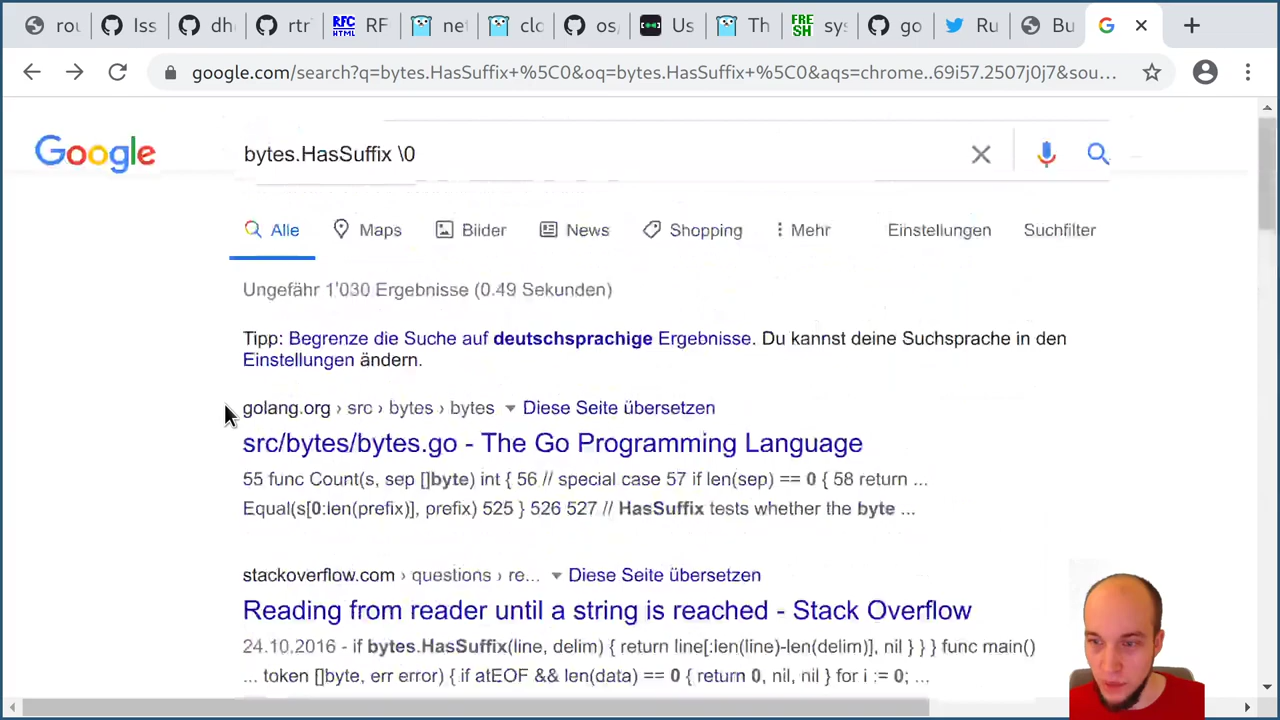 rou Iss dh rtr RFC HTML RF net clo os/ Us Th FRE SH sys go Ru Bu
google.com/search?q=bytes.HasSuffix+%5C0&oq=bytes.HasSuffix+%5C0&aqs=chrome..69i57.2507j0j7&sou...
Google bytes.HasSuffix \0
Alle Maps Bilder News Shopping Mehr Einstellungen Suchfilter
Ungefähr 1'030 Ergebnisse (0.49 Sekunden)
Tipp: Begrenze die Suche auf deutschsprachige Ergebnisse. Du kannst deine Suchsprache in den
Einstellungen ändern.
golang.org › src › bytes › bytes Diese Seite übersetzen
src/bytes/bytes.go - The Go Programming Language
55 func Count(s, sep []byte) int { 56 // special case 57 if len(sep) == 0 { 58 return ...
Equal(s[0:len(prefix)], prefix) 525 } 526 527 // HasSuffix tests whether the byte ...
stackoverflow.com › questions › re... Diese Seite übersetzen
Reading from reader until a string is reached - Stack Overflow
24.10.2016 - if bytes.HasSuffix(line, delim) { return line[:len(line)-len(delim)], nil } } } func main()
... token []byte, err error) { if atEOF && len(data) == 0 { return 0, nil, nil } for i := 0; ...